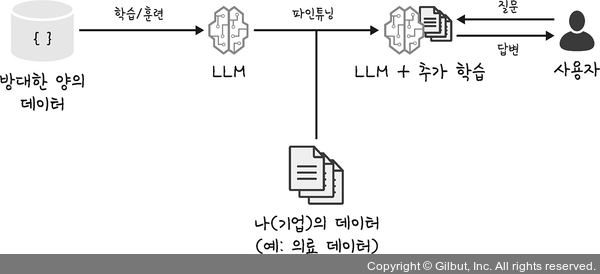 { }
학습/훈련
파인튜닝
질문
답변
방대한 양의
데이터
LLM
LLM + 추가 학습
사용자
나(기업)의 데이터
(예: 의료 데이터)
Copyright © Gilbut, Inc. All rights reserved.